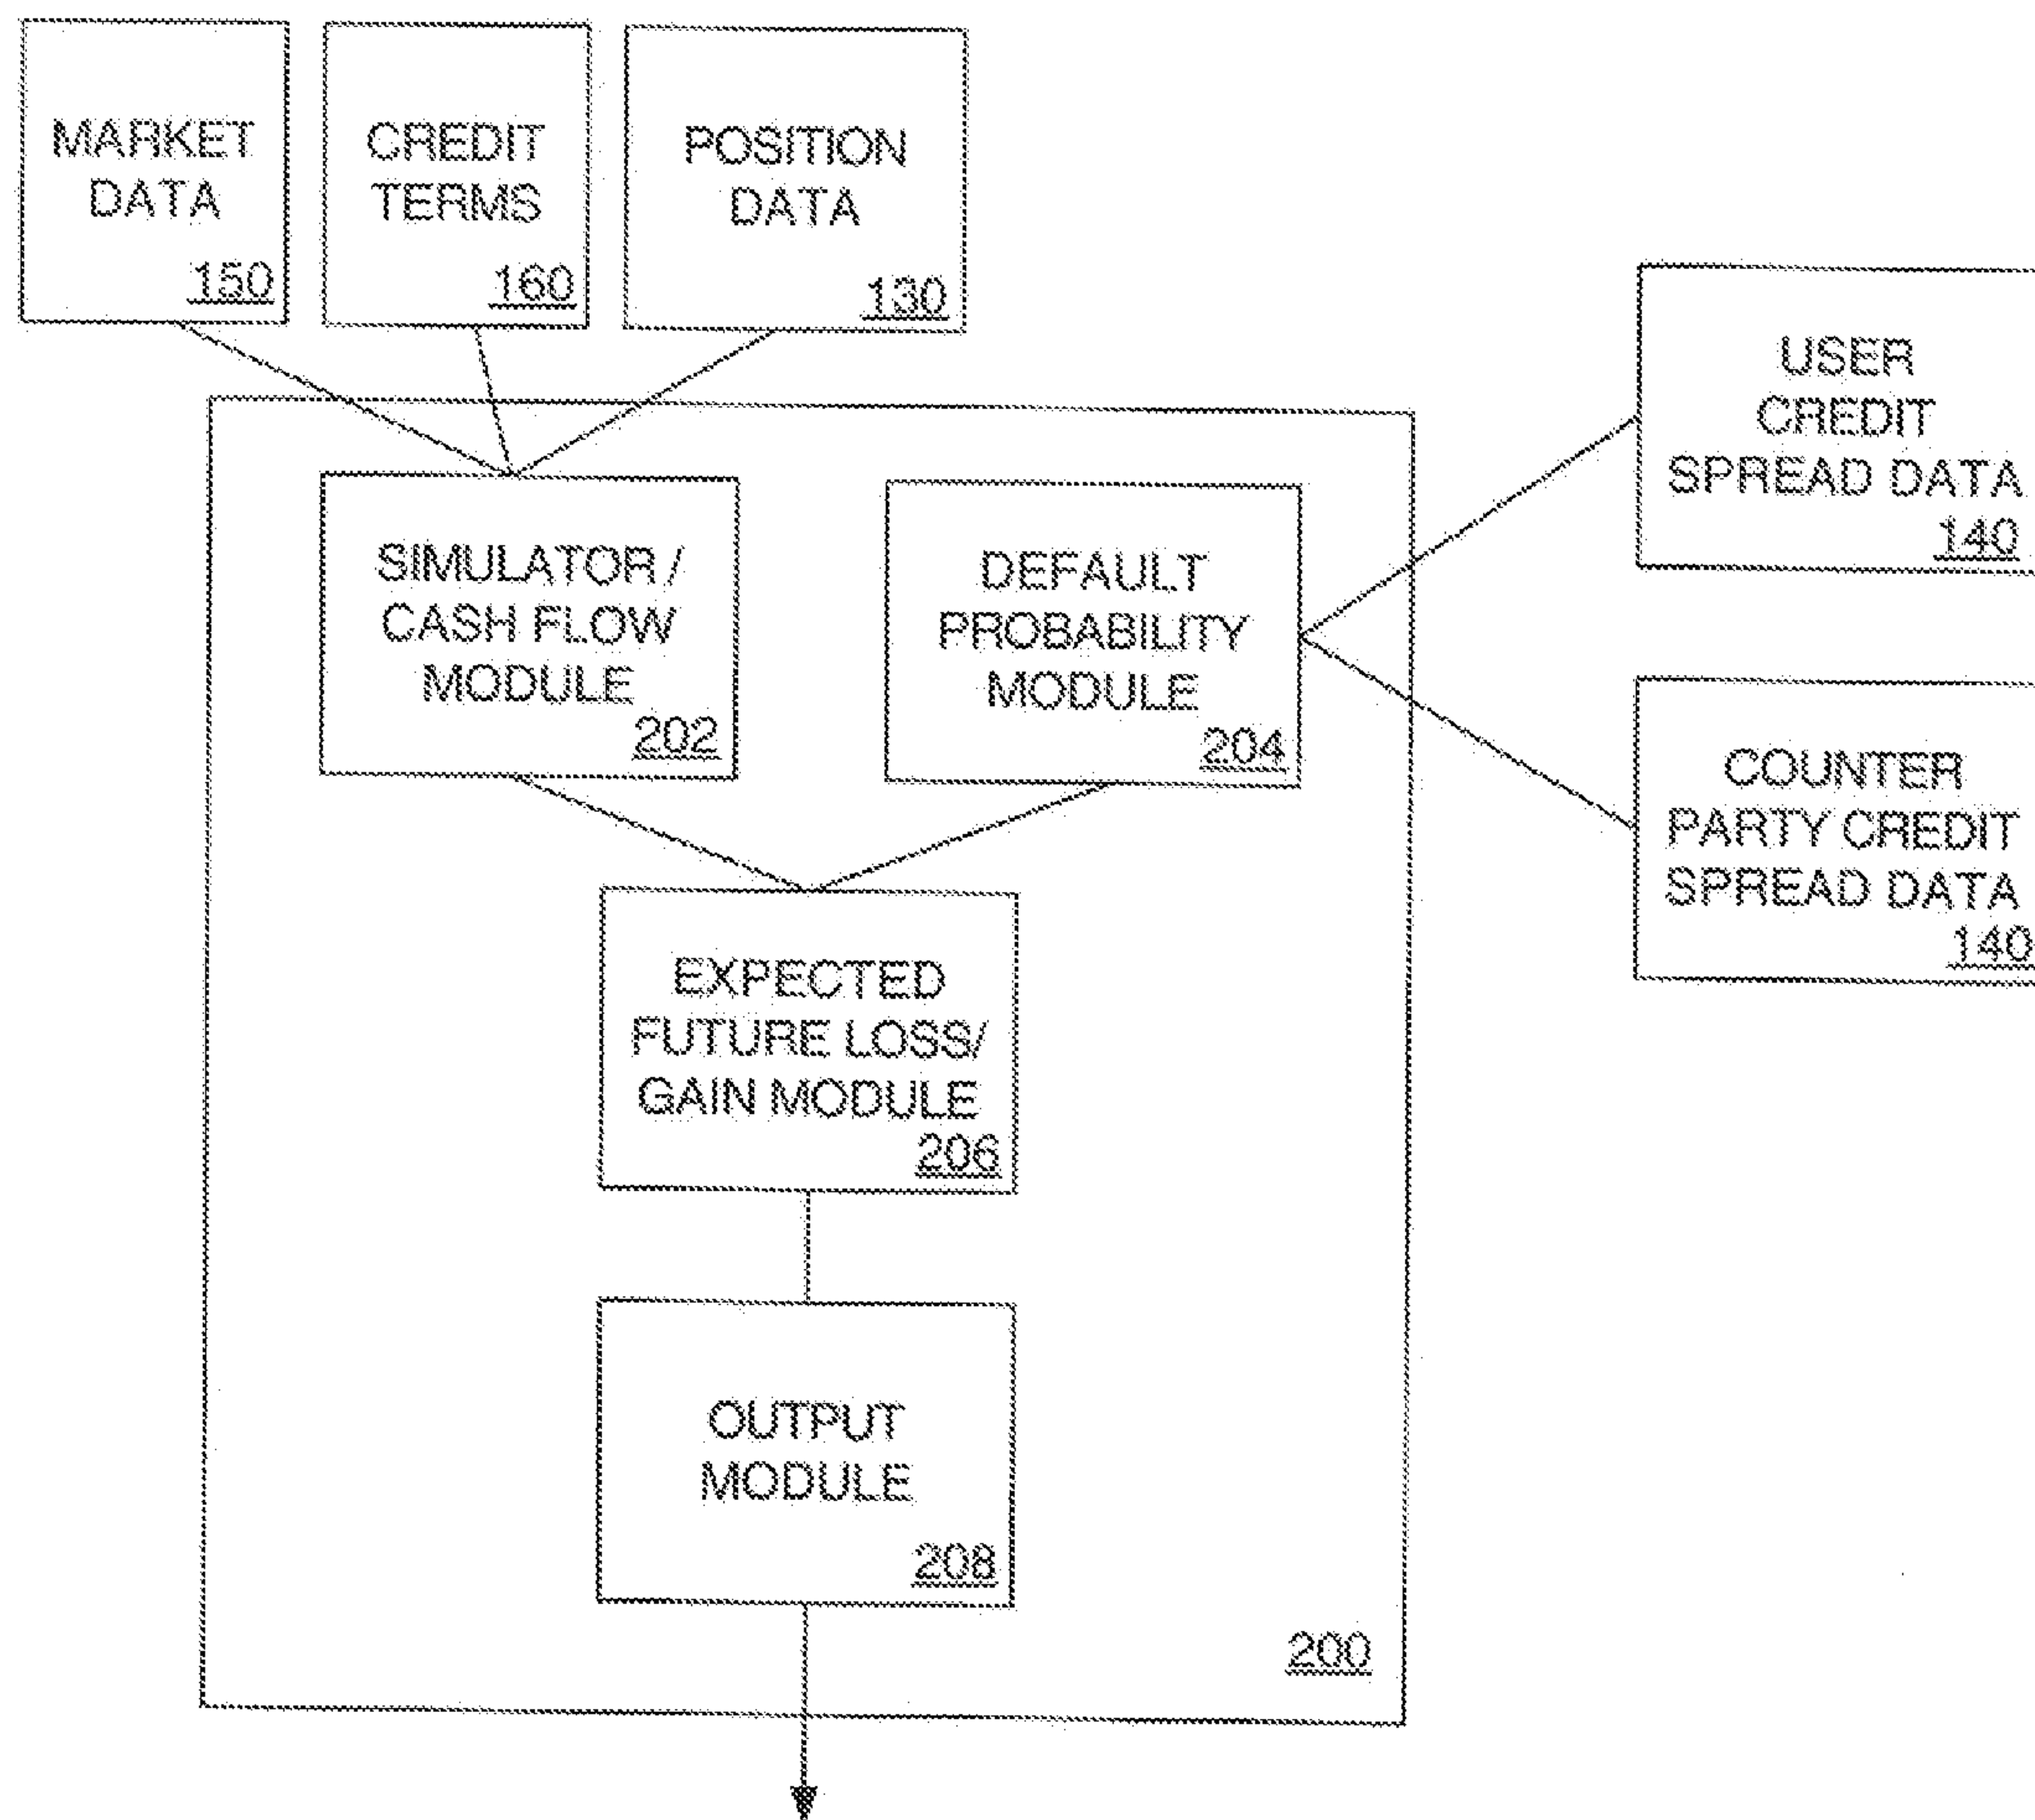 MARKET
DATA
150
CREDIT
TERMS
160
POSITION
DATA
130
USER
CREDIT
SPREAD DATA
140
SIMULATOR /
CASH FLOW
MODULE
202
DEFAULT
PROBABILITY
MODULE
204
COUNTER
PARTY CREDIT
SPREAD DATA
140
EXPECTED
FUTURE LOSS/
GAIN MODULE
206
OUTPUT
MODULE
208
200